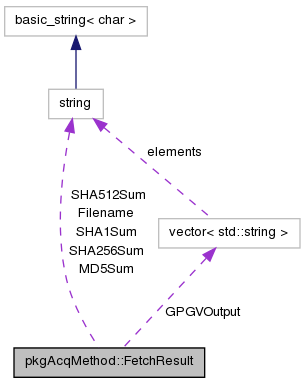 basic_string< char >
string
elements
SHA512Sum
Filename
SHA1Sum
SHA256Sum
MD5Sum
vector< std::string >
GPGVOutput
pkgAcqMethod::FetchResult